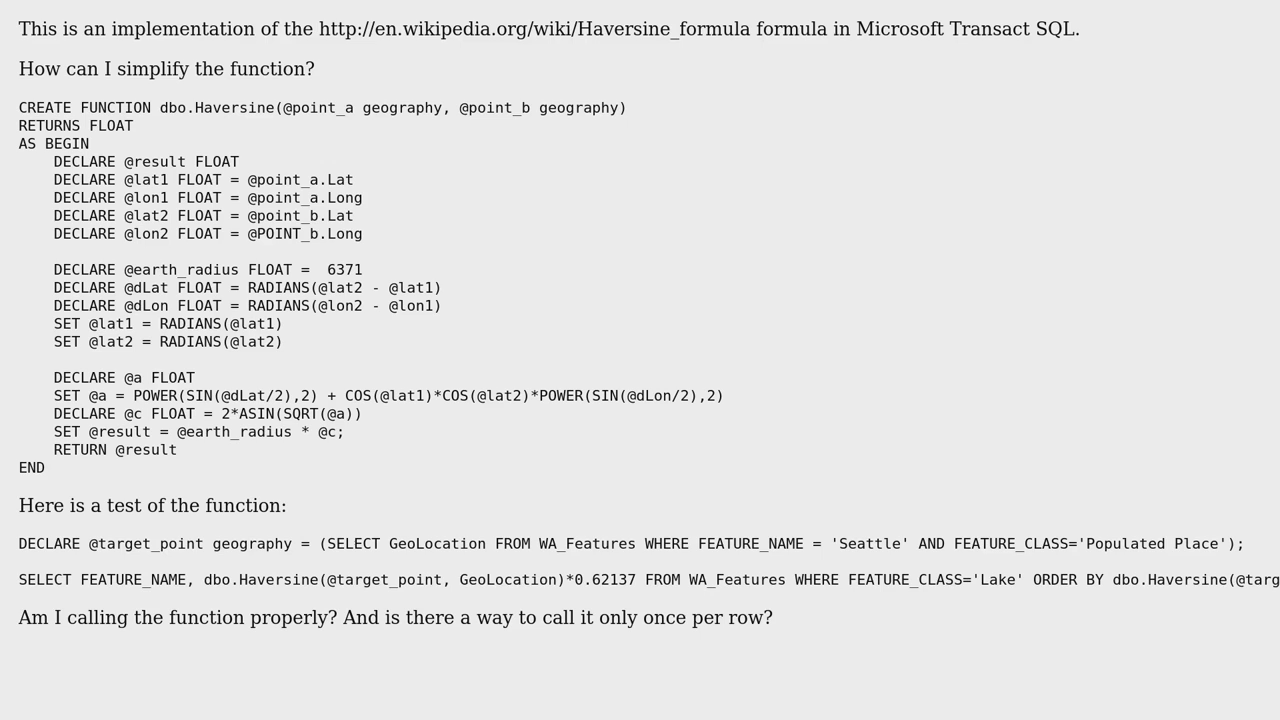 This is an implementation of the http://en.wikipedia.org/wiki/Haversine_formula formula in Microsoft Transact SQL.
How can I simplify the function?
CREATE FUNCTION dbo.Haversine(@point_a geography, @point_b geography)
RETURNS FLOAT
AS BEGIN
    DECLARE @result FLOAT
    DECLARE @lat1 FLOAT = @point_a.Lat
    DECLARE @lon1 FLOAT = @point_a.Long
    DECLARE @lat2 FLOAT = @point_b.Lat
    DECLARE @lon2 FLOAT = @POINT_b.Long
    DECLARE @earth_radius FLOAT =  6371
    DECLARE @dLat FLOAT = RADIANS(@lat2 - @lat1)
    DECLARE @dLon FLOAT = RADIANS(@lon2 - @lon1)
    SET @lat1 = RADIANS(@lat1)
    SET @lat2 = RADIANS(@lat2)
    DECLARE @a FLOAT
    SET @a = POWER(SIN(@dLat/2),2) + COS(@lat1)*COS(@lat2)*POWER(SIN(@dLon/2),2)
    DECLARE @c FLOAT = 2*ASIN(SQRT(@a))
    SET @result = @earth_radius * @c;
    RETURN @result
END
Here is a test of the function:
DECLARE @target_point geography = (SELECT GeoLocation FROM WA_Features WHERE FEATURE_NAME = 'Seattle' AND FEATURE_CLASS='Populated Place');
SELECT FEATURE_NAME, dbo.Haversine(@target_point, GeoLocation)*0.62137 FROM WA_Features WHERE FEATURE_CLASS='Lake' ORDER BY dbo.Haversine(@targ
Am I calling the function properly? And is there a way to call it only once per row?